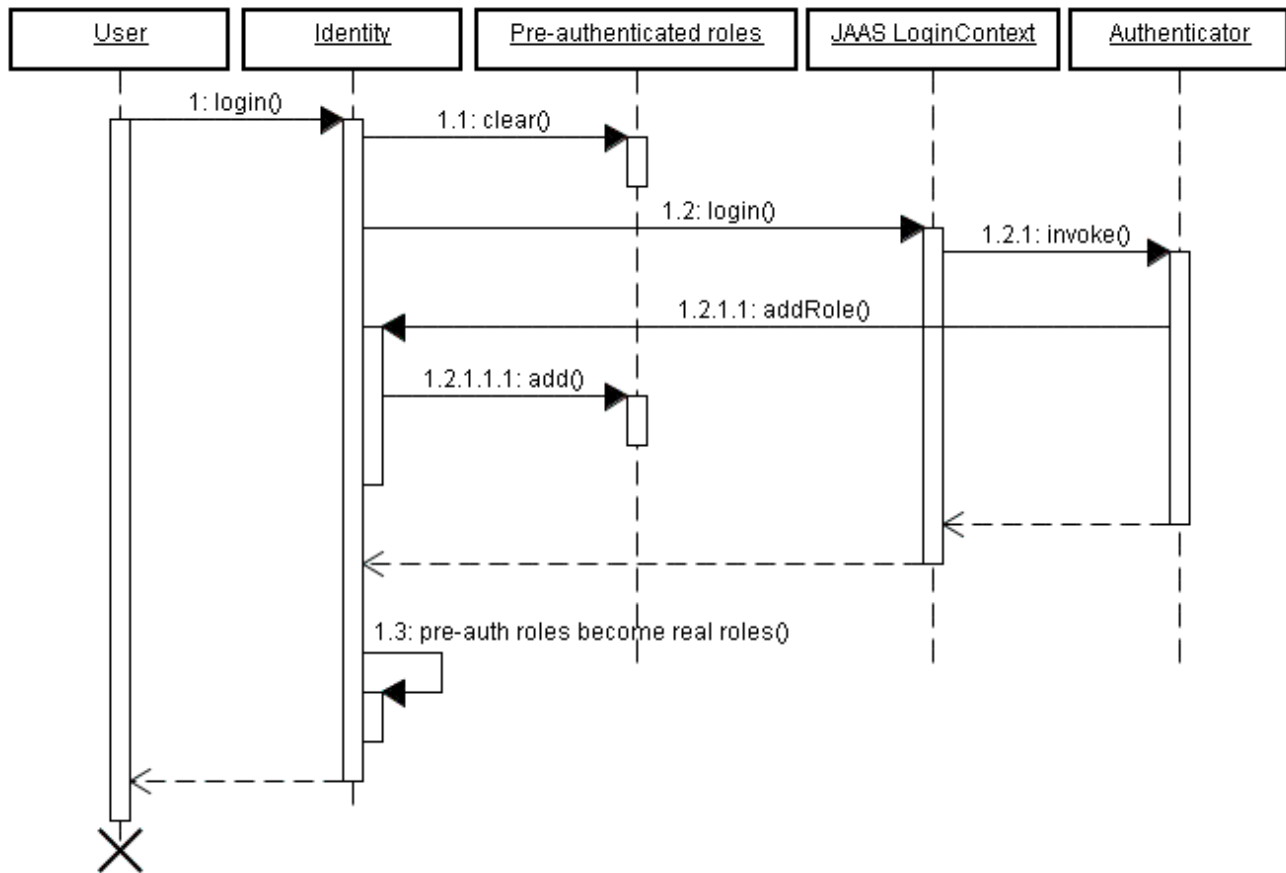 User
Identity
Pre-authenticated roles
JAAS LoginContext
Authenticator
1: login()
1.1: clear()
1.2: login()
1.2.1: invoke()
1.2.1.1: addRole()
1.2.1.1.1: add()
1.3: pre-auth roles become real roles()